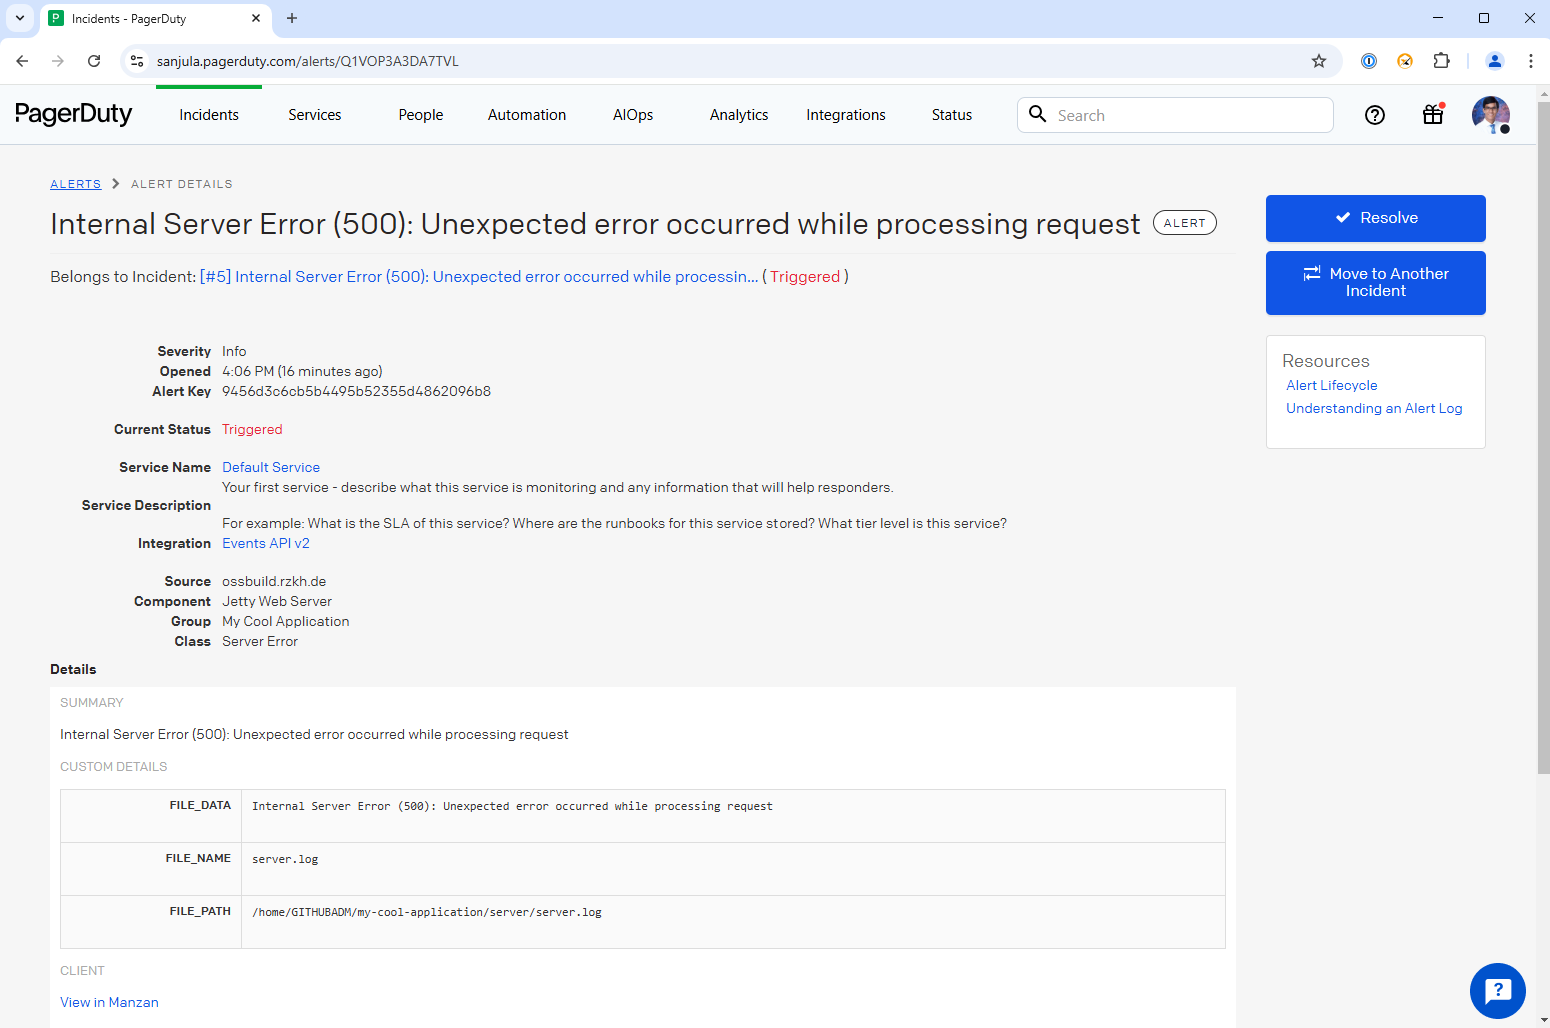 Incidents - PagerDuty
sanjula.pagerduty.com/alerts/Q1VOP3A3DA7TVL
PagerDuty Incidents Services People Automation AIOps Analytics Integrations Status Search
ALERTS ALERT DETAILS
Internal Server Error (500): Unexpected error occurred while processing request ALERT
Resolve
Belongs to Incident: [#5] Internal Server Error (500): Unexpected error occurred while processin... ( Triggered )
Move to Another
Incident
Severity Info
Opened 4:06 PM (16 minutes ago)
Alert Key 9456d3c6cb5b4495b52355d4862096b8
Resources
Alert Lifecycle
Understanding an Alert Log
Current Status Triggered
Service Name Default Service
Your first service - describe what this service is monitoring and any information that will help responders.
Service Description
For example: What is the SLA of this service? Where are the runbooks for this service stored? What tier level is this service?
Integration Events API v2
Source ossbuild.rzkh.de
Component Jetty Web Server
Group My Cool Application
Class Server Error
Details
SUMMARY
Internal Server Error (500): Unexpected error occurred while processing request
CUSTOM DETAILS
FILE_DATA Internal Server Error (500): Unexpected error occurred while processing request
FILE_NAME server.log
FILE_PATH /home/GITHUBADM/my-cool-application/server/server.log
CLIENT
View in Manzan